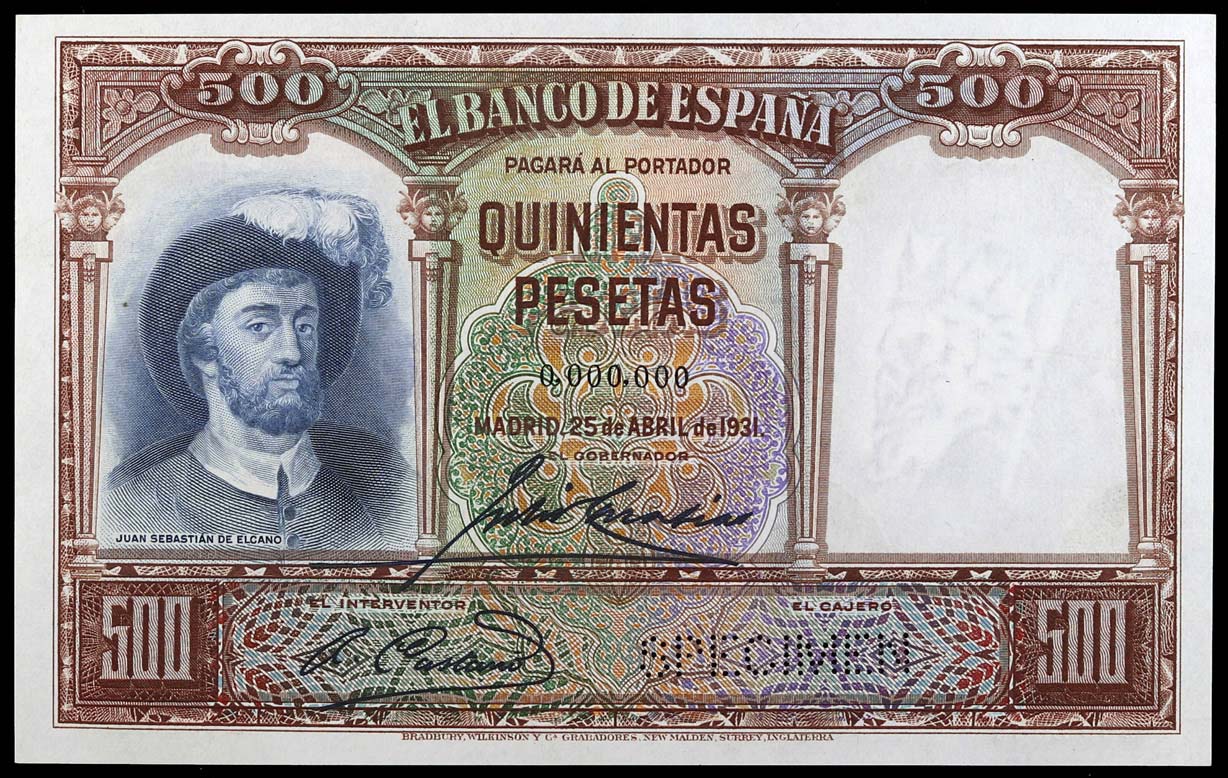 500 500
EL BANCO DE ESPAÑA
PAGARÁ AL PORTADOR
QUINIENTAS
PESETAS
0,000,000
MADRID, 25 de ABRIL de 1931.
EL GOBERNADOR
JUAN SEBASTIÁN DE ELCANO
EL INTERVENTOR EL CAJERO
500 SPECIMEN 500
BRADBURY, WILKINSON Y Cª. GRABADORES, NEW MALDEN, SURREY, INGLATERRA